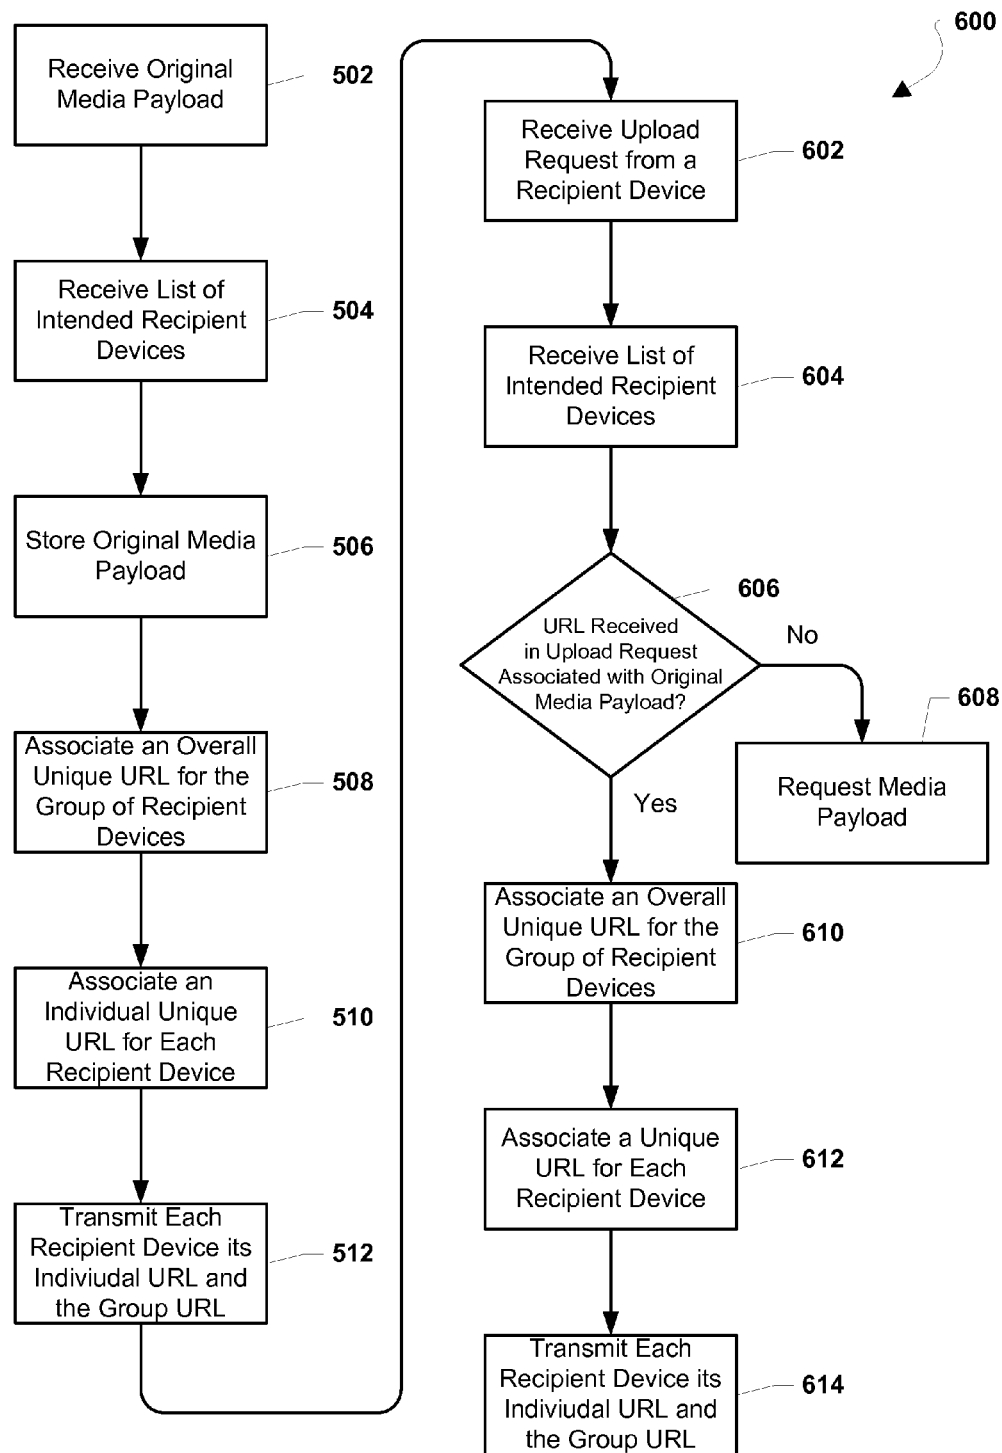 600
Receive Original
Media Payload
502
Receive List of
Intended Recipient
Devices
504
Store Original Media
Payload
506
Associate an Overall
Unique URL for the
Group of Recipient
Devices
508
Associate an
Individual Unique
URL for Each
Recipient Device
510
Transmit Each
Recipient Device its
Indiviudal URL and
the Group URL
512
Receive Upload
Request from a
Recipient Device
602
Receive List of
Intended Recipient
Devices
604
URL Received
in Upload Request
Associated with Original
Media Payload?
606
No
Request Media
Payload
608
Yes
Associate an Overall
Unique URL for the
Group of Recipient
Devices
610
Associate a Unique
URL for Each
Recipient Device
612
Transmit Each
Recipient Device its
Indiviudal URL and
the Group URL
614